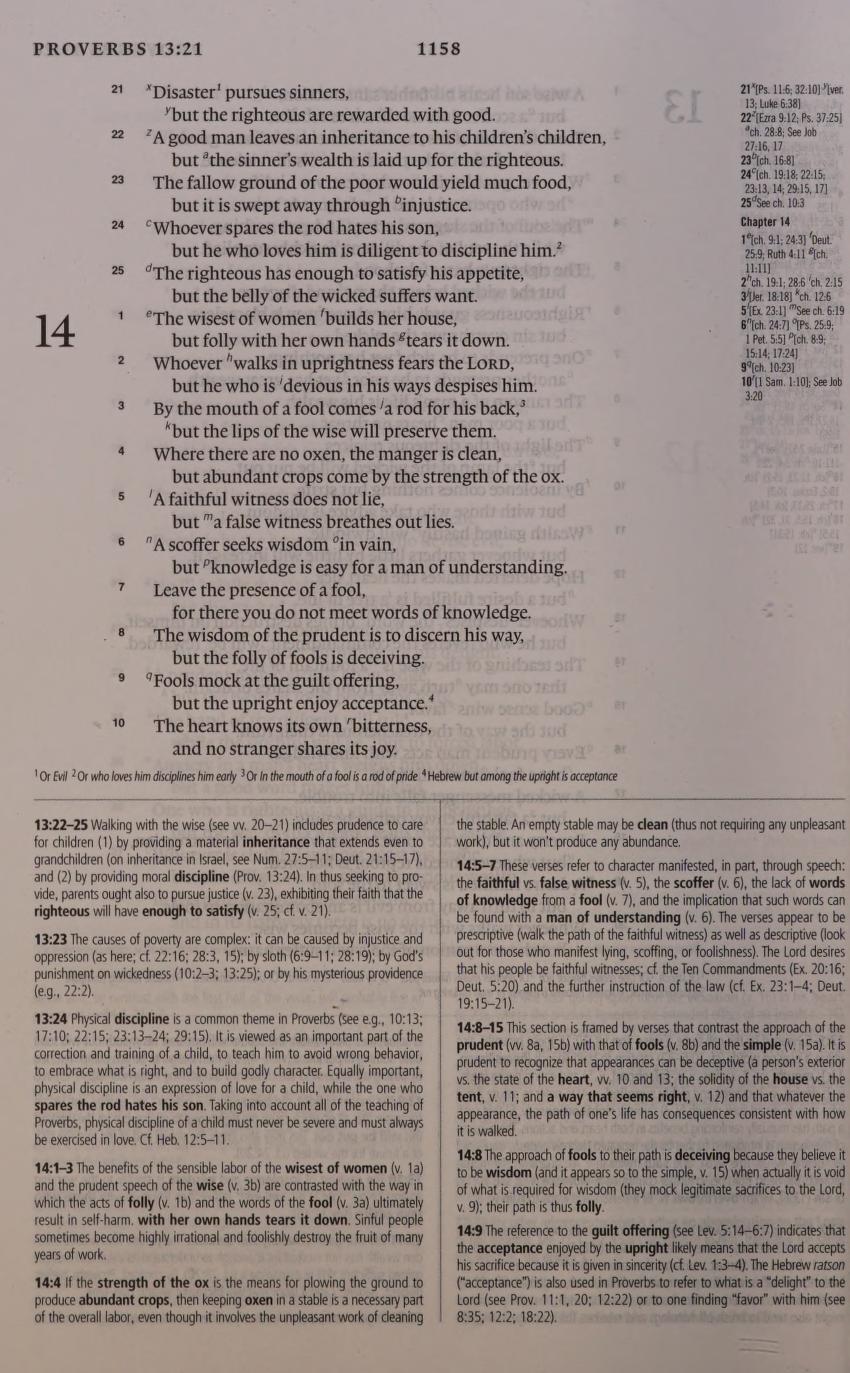 PROVERBS 13:21 1158
21 ˣDisaster¹ pursues sinners,
ʸbut the righteous are rewarded with good.
22 ᶻA good man leaves an inheritance to his children's children,
but ᵃthe sinner's wealth is laid up for the righteous.
23 The fallow ground of the poor would yield much food,
but it is swept away through ᵇinjustice.
24 ᶜWhoever spares the rod hates his son,
but he who loves him is diligent to discipline him.²
25 ᵈThe righteous has enough to satisfy his appetite,
but the belly of the wicked suffers want.
14 1 ᵉThe wisest of women ᶠbuilds her house,
but folly with her own hands ᵍtears it down.
2 Whoever ʰwalks in uprightness fears the LORD,
but he who is ⁱdevious in his ways despises him.
3 By the mouth of a fool comes ʲa rod for his back,³
ᵏbut the lips of the wise will preserve them.
4 Where there are no oxen, the manger is clean,
but abundant crops come by the strength of the ox.
5 ˡA faithful witness does not lie,
but ᵐa false witness breathes out lies.
6 ⁿA scoffer seeks wisdom ᵒin vain,
but ᵖknowledge is easy for a man of understanding.
7 Leave the presence of a fool,
for there you do not meet words of knowledge.
8 The wisdom of the prudent is to discern his way,
but the folly of fools is deceiving.
9 qFools mock at the guilt offering,
but the upright enjoy acceptance.⁴
10 The heart knows its own ʳbitterness,
and no stranger shares its joy.
21ˣ[Ps. 11:6; 32:10] ʸ[ver.
13; Luke 6:38]
22ᶻ[Ezra 9:12; Ps. 37:25]
ᵃch. 28:8; See Job
27:16, 17
23ᵇ[ch. 16:8]
24ᶜ[ch. 19:18; 22:15;
23:13, 14; 29:15, 17]
25ᵈSee ch. 10:3
Chapter 14
1ᵉ[ch. 9:1; 24:3] ᶠDeut.
25:9; Ruth 4:11 ᵍ[ch.
11:11]
2ʰch. 19:1; 28:6 ⁱch. 2:15
3ʲ[Jer. 18:18] ᵏch. 12:6
5ˡ[Ex. 23:1] ᵐSee ch. 6:19
6ⁿ[ch. 24:7] ᵒ[Ps. 25:9;
1 Pet. 5:5] ᵖ[ch. 8:9;
15:14; 17:24]
9q[ch. 10:23]
10ʳ[1 Sam. 1:10]; See Job
3:20
¹Or Evil ²Or who loves him disciplines him early ³Or In the mouth of a fool is a rod of pride ⁴Hebrew but among the upright is acceptance
13:22–25 Walking with the wise (see vv. 20–21) includes prudence to care
for children (1) by providing a material inheritance that extends even to
grandchildren (on inheritance in Israel, see Num. 27:5–11; Deut. 21:15–17),
and (2) by providing moral discipline (Prov. 13:24). In thus seeking to pro-
vide, parents ought also to pursue justice (v. 23), exhibiting their faith that the
righteous will have enough to satisfy (v. 25; cf. v. 21).
13:23 The causes of poverty are complex: it can be caused by injustice and
oppression (as here; cf. 22:16; 28:3, 15); by sloth (6:9–11; 28:19); by God's
punishment on wickedness (10:2–3; 13:25); or by his mysterious providence
(e.g., 22:2).
13:24 Physical discipline is a common theme in Proverbs (see e.g., 10:13;
17:10; 22:15; 23:13–24; 29:15). It is viewed as an important part of the
correction and training of a child, to teach him to avoid wrong behavior,
to embrace what is right, and to build godly character. Equally important,
physical discipline is an expression of love for a child, while the one who
spares the rod hates his son. Taking into account all of the teaching of
Proverbs, physical discipline of a child must never be severe and must always
be exercised in love. Cf. Heb. 12:5–11.
14:1–3 The benefits of the sensible labor of the wisest of women (v. 1a)
and the prudent speech of the wise (v. 3b) are contrasted with the way in
which the acts of folly (v. 1b) and the words of the fool (v. 3a) ultimately
result in self-harm. with her own hands tears it down. Sinful people
sometimes become highly irrational and foolishly destroy the fruit of many
years of work.
14:4 If the strength of the ox is the means for plowing the ground to
produce abundant crops, then keeping oxen in a stable is a necessary part
of the overall labor, even though it involves the unpleasant work of cleaning
the stable. An empty stable may be clean (thus not requiring any unpleasant
work), but it won't produce any abundance.
14:5–7 These verses refer to character manifested, in part, through speech:
the faithful vs. false witness (v. 5), the scoffer (v. 6), the lack of words
of knowledge from a fool (v. 7), and the implication that such words can
be found with a man of understanding (v. 6). The verses appear to be
prescriptive (walk the path of the faithful witness) as well as descriptive (look
out for those who manifest lying, scoffing, or foolishness). The Lord desires
that his people be faithful witnesses; cf. the Ten Commandments (Ex. 20:16;
Deut. 5:20) and the further instruction of the law (cf. Ex. 23:1–4; Deut.
19:15–21).
14:8–15 This section is framed by verses that contrast the approach of the
prudent (vv. 8a, 15b) with that of fools (v. 8b) and the simple (v. 15a). It is
prudent to recognize that appearances can be deceptive (a person's exterior
vs. the state of the heart, vv. 10 and 13; the solidity of the house vs. the
tent, v. 11; and a way that seems right, v. 12) and that whatever the
appearance, the path of one's life has consequences consistent with how
it is walked.
14:8 The approach of fools to their path is deceiving because they believe it
to be wisdom (and it appears so to the simple, v. 15) when actually it is void
of what is required for wisdom (they mock legitimate sacrifices to the Lord,
v. 9); their path is thus folly.
14:9 The reference to the guilt offering (see Lev. 5:14–6:7) indicates that
the acceptance enjoyed by the upright likely means that the Lord accepts
his sacrifice because it is given in sincerity (cf. Lev. 1:3–4). The Hebrew ratson
("acceptance") is also used in Proverbs to refer to what is a "delight" to the
Lord (see Prov. 11:1, 20; 12:22) or to one finding "favor" with him (see
8:35; 12:2; 18:22).